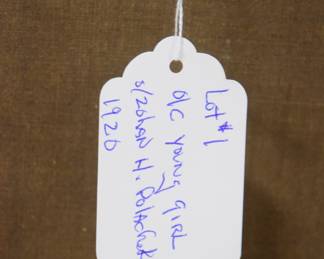 Lot #1
O/C Young GiRL
S/Zoltan H. Polachek
1926